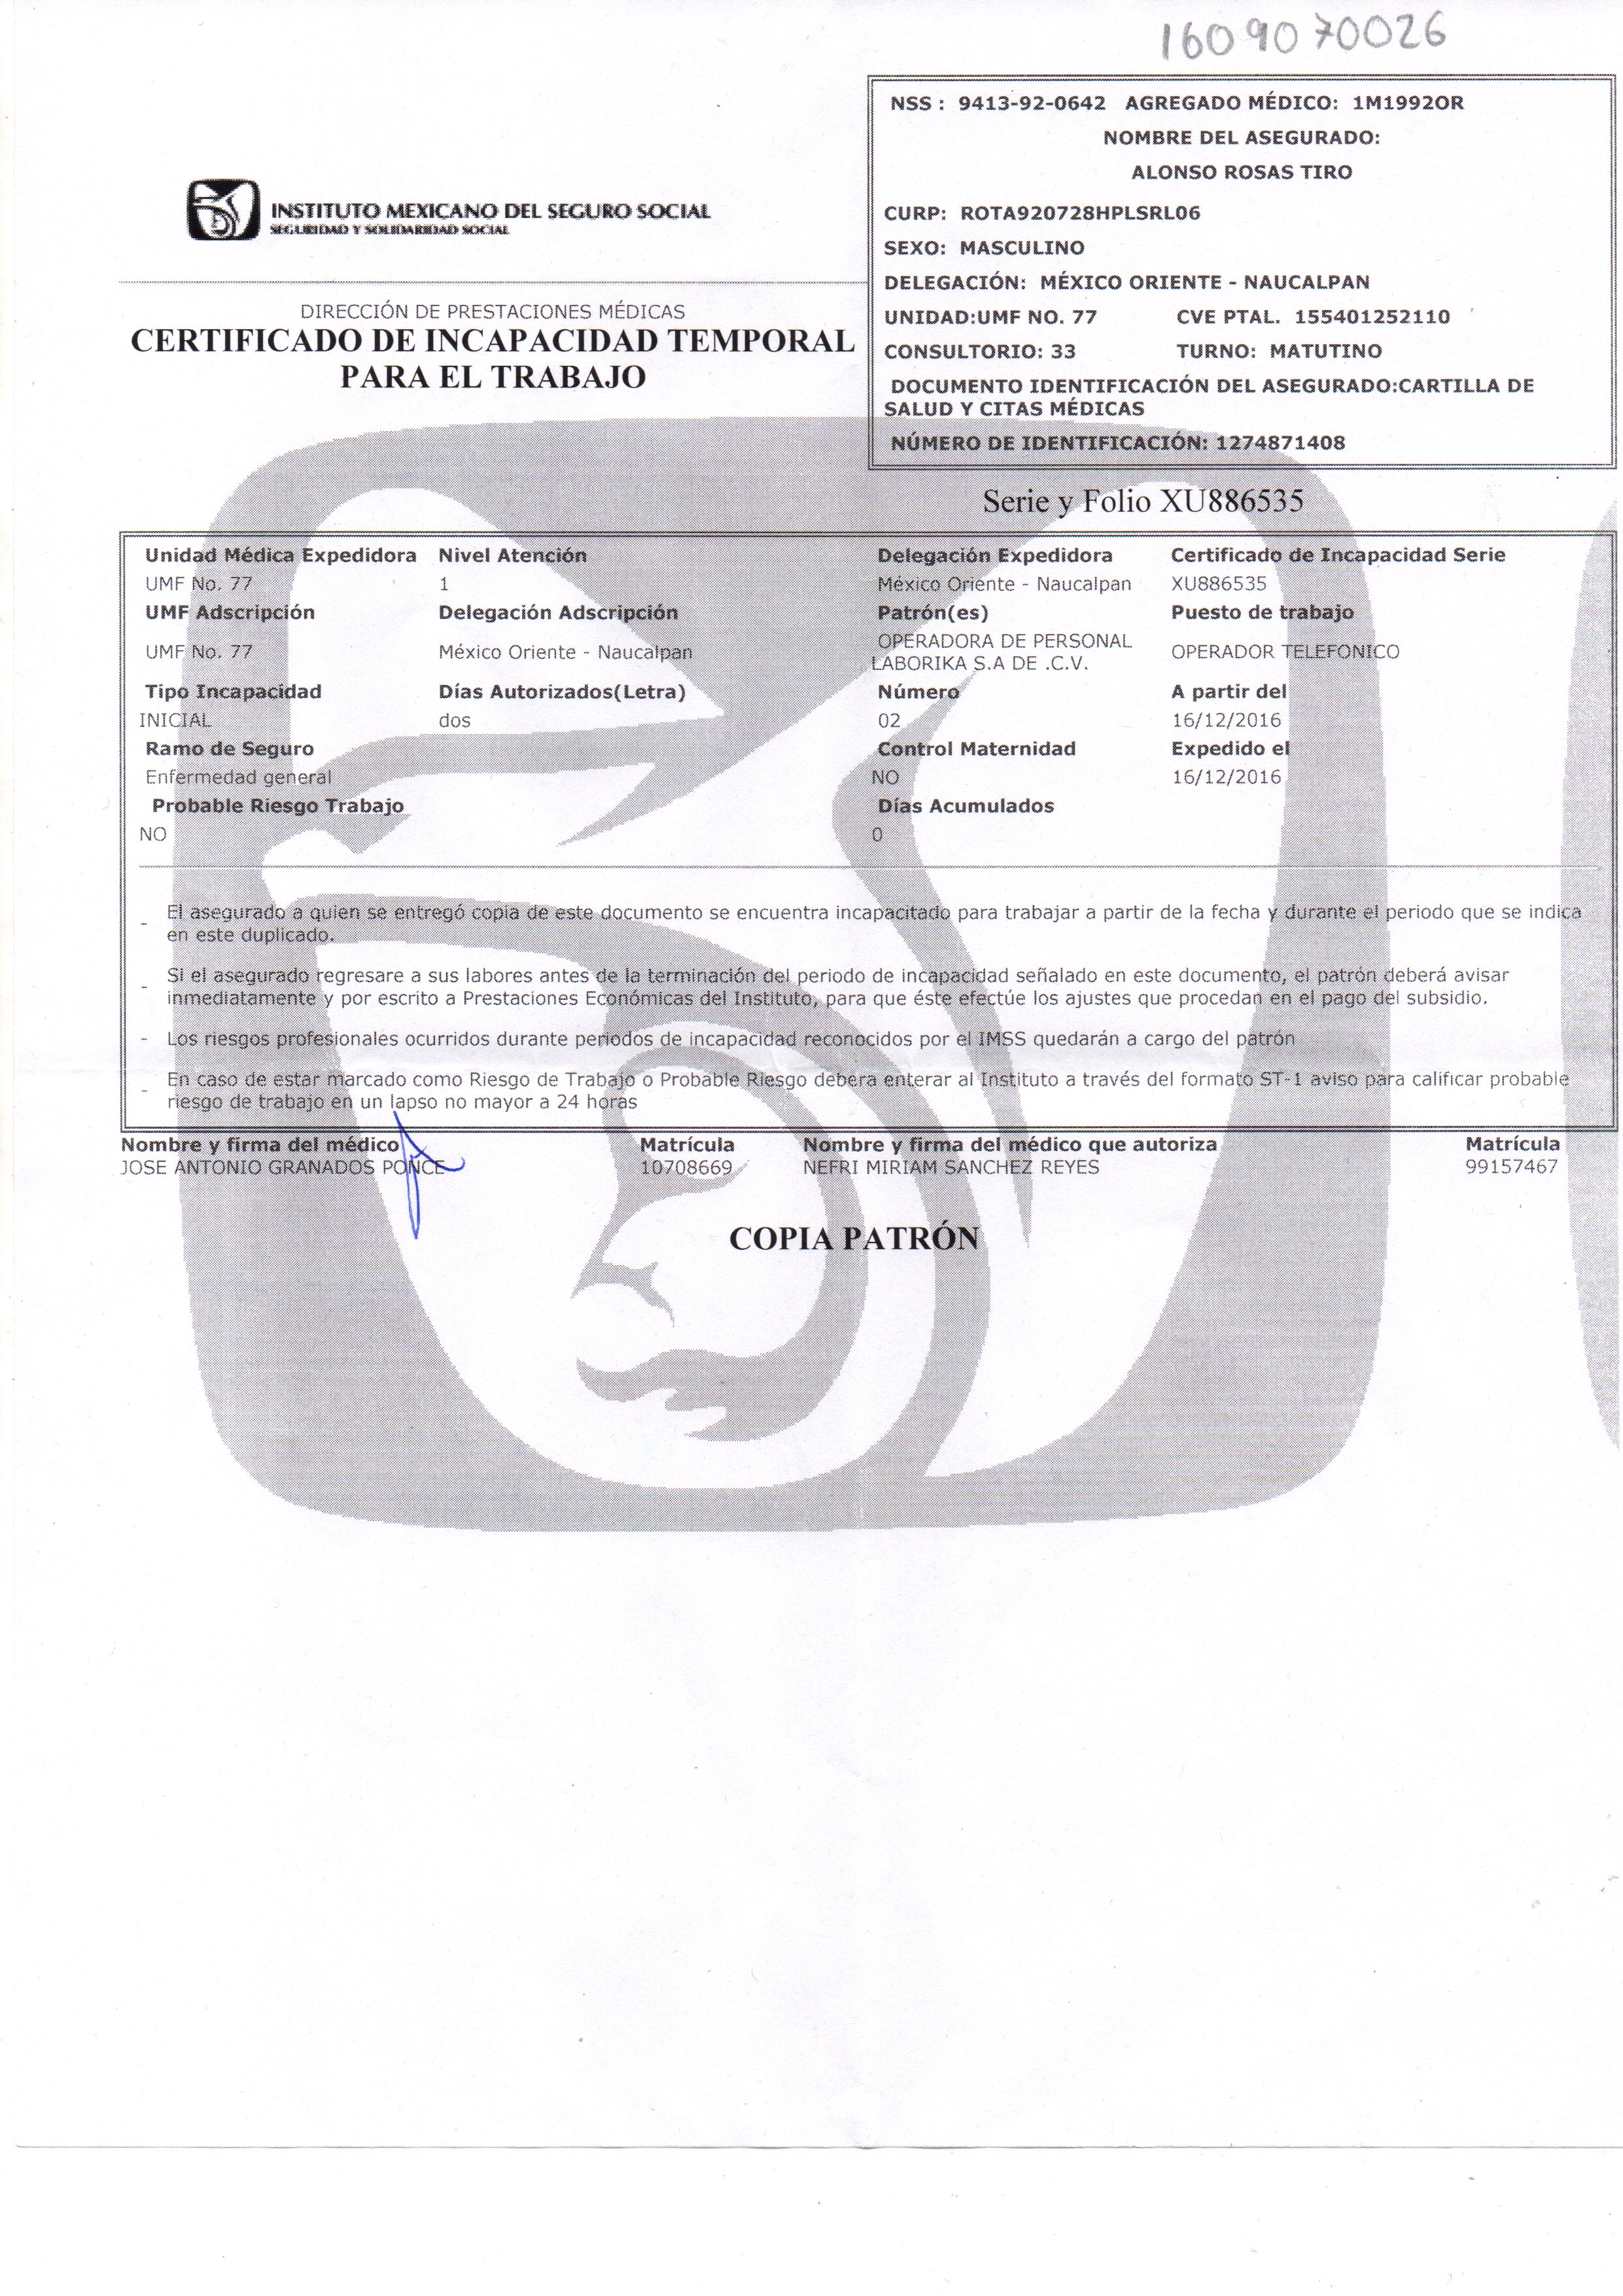 1609070026
NSS : 9413-92-0642 AGREGADO MÉDICO: 1M1992OR
NOMBRE DEL ASEGURADO:
ALONSO ROSAS TIRO
CURP: ROTA920728HPLSRL06
SEXO: MASCULINO
DELEGACIÓN: MÉXICO ORIENTE - NAUCALPAN
UNIDAD:UMF NO. 77 CVE PTAL. 155401252110
CONSULTORIO: 33 TURNO: MATUTINO
DOCUMENTO IDENTIFICACIÓN DEL ASEGURADO:CARTILLA DE
SALUD Y CITAS MÉDICAS
NÚMERO DE IDENTIFICACIÓN: 1274871408
INSTITUTO MEXICANO DEL SEGURO SOCIAL
SEGURIDAD Y SOLIDARIDAD SOCIAL
DIRECCIÓN DE PRESTACIONES MÉDICAS
CERTIFICADO DE INCAPACIDAD TEMPORAL
PARA EL TRABAJO
Serie y Folio XU886535
Unidad Médica Expedidora Nivel Atención Delegación Expedidora Certificado de Incapacidad Serie
UMF No. 77 1 México Oriente - Naucalpan XU886535
UMF Adscripción Delegación Adscripción Patrón(es) Puesto de trabajo
UMF No. 77 México Oriente - Naucalpan OPERADORA DE PERSONAL OPERADOR TELEFONICO
LABORIKA S.A DE .C.V.
Tipo Incapacidad Días Autorizados(Letra) Número A partir del
INICIAL dos 02 16/12/2016
Ramo de Seguro Control Maternidad Expedido el
Enfermedad general NO 16/12/2016
Probable Riesgo Trabajo Días Acumulados
NO 0
- El asegurado a quien se entregó copia de este documento se encuentra incapacitado para trabajar a partir de la fecha y durante el periodo que se indica
en este duplicado.
- Si el asegurado regresare a sus labores antes de la terminación del periodo de incapacidad señalado en este documento, el patrón deberá avisar
inmediatamente y por escrito a Prestaciones Económicas del Instituto, para que éste efectúe los ajustes que procedan en el pago del subsidio.
- Los riesgos profesionales ocurridos durante periodos de incapacidad reconocidos por el IMSS quedarán a cargo del patrón
- En caso de estar marcado como Riesgo de Trabajo o Probable Riesgo debera enterar al Instituto a través del formato ST-1 aviso para calificar probable
riesgo de trabajo en un lapso no mayor a 24 horas
Nombre y firma del médico Matrícula Nombre y firma del médico que autoriza Matrícula
JOSE ANTONIO GRANADOS PONCE 10708669 NEFRI MIRIAM SANCHEZ REYES 99157467
COPIA PATRÓN